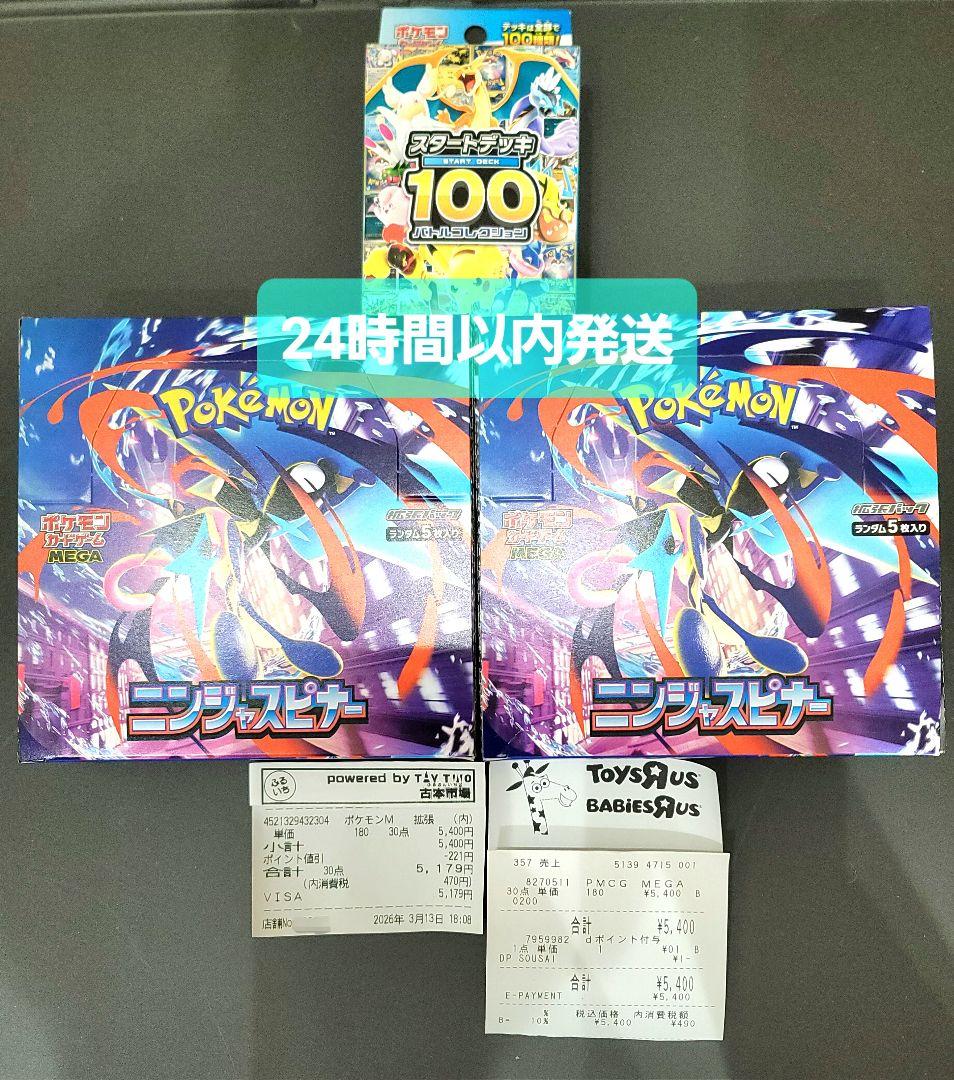 ポケモン
カードゲーム
デッキは全部で
100種類!
スタートデッキ
START DECK
100
バトルコレクション
24時間以内発送
POKéMON
ポケモン
カードゲーム
MEGA
拡張パック
ランダム5枚入り
ニンジャスピナー
POKéMON
ポケモン
カードゲーム
MEGA
拡張パック
ランダム5枚入り
ニンジャスピナー
ふるいち
powered by TAY TWO
古本市場
4521329432304 ポケモンM 拡張 (内)
単価 180 30点 5,400円
小計 5,400円
ポイント値引 -221円
合計 30点 5,179円
(内消費税 470円)
VISA 5,179円
店舗No
2026年 3月13日 18:08
TOYSЯUS
BABIESЯUS
357 売上 5139 4715 001
8270511 PMCG MEGA
30点 単価 180 ¥5,400 B
0200
合計 ¥5,400
7959982 dポイント付与
1点 単価 1 ¥01 B
DP SOUSAI ¥1-
合計 ¥5,400
E-PAYMENT ¥5,400
% 税込価格 内消費税額
B- 10% ¥5,400 ¥490